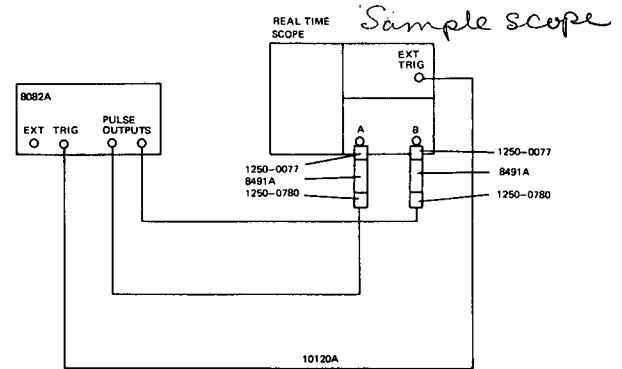 Sample scope
REAL TIME
SCOPE
EXT
TRIG
8082A
EXT TRIG PULSE
OUTPUTS
A B
1250-0077
8491A
1250-0780
1250-0077
8491A
1250-0780
10120A